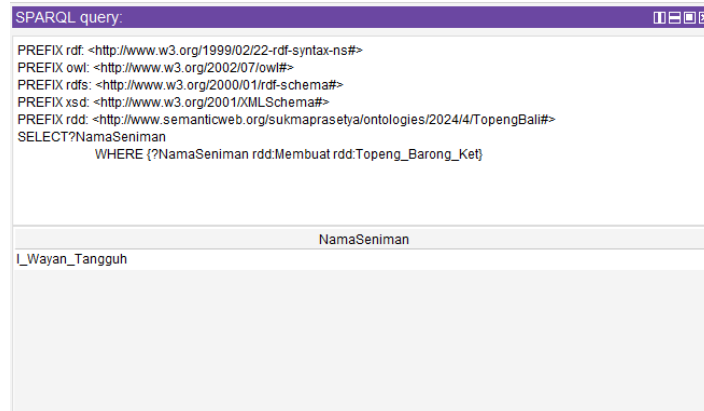 SPARQL query:
PREFIX rdf: <http://www.w3.org/1999/02/22-rdf-syntax-ns#>
PREFIX owl: <http://www.w3.org/2002/07/owl#>
PREFIX rdfs: <http://www.w3.org/2000/01/rdf-schema#>
PREFIX xsd: <http://www.w3.org/2001/XMLSchema#>
PREFIX rdd: <http://www.semanticweb.org/sukmaprasetya/ontologies/2024/4/TopengBali#>
SELECT?NamaSeniman
WHERE {?NamaSeniman rdd:Membuat rdd:Topeng_Barong_Ket}
NamaSeniman
I_Wayan_Tangguh